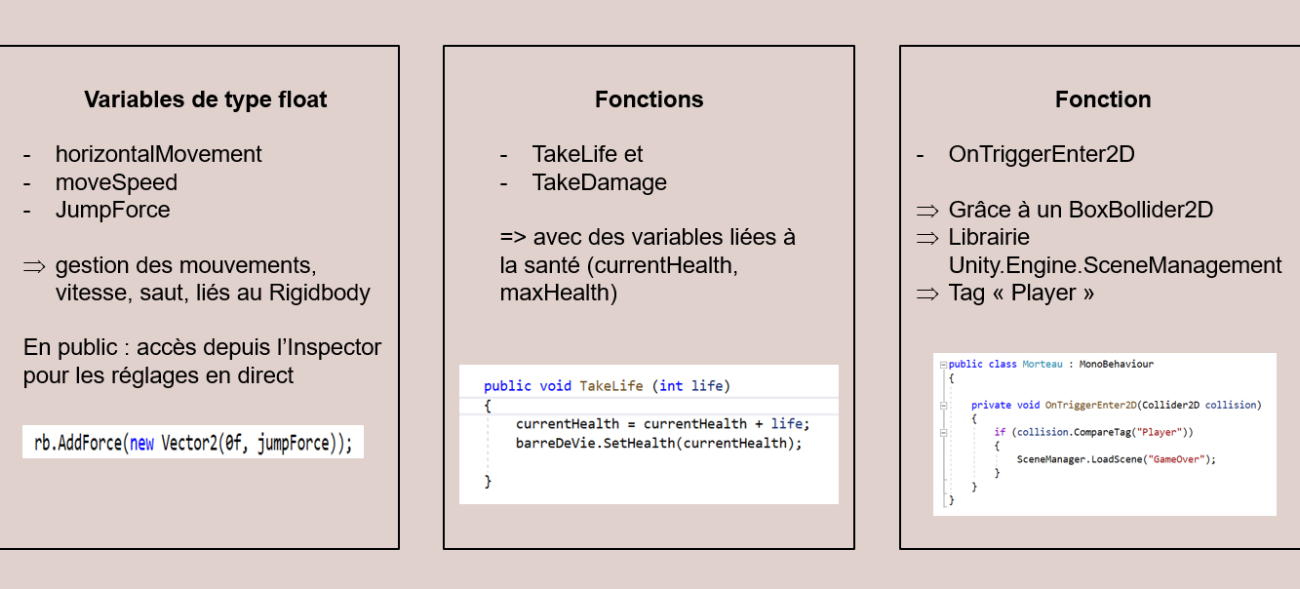 Variables de type float
- horizontalMovement
- moveSpeed
- JumpForce
⇒ gestion des mouvements,
vitesse, saut, liés au Rigidbody
En public : accès depuis l'Inspector
pour les réglages en direct
rb.AddForce(new Vector2(0f, jumpForce));
Fonctions
- TakeLife et
- TakeDamage
=> avec des variables liées à
la santé (currentHealth,
maxHealth)
public void TakeLife (int life)
{
currentHealth = currentHealth + life;
barreDeVie.SetHealth(currentHealth);
}
Fonction
- OnTriggerEnter2D
⇒ Grâce à un BoxBollider2D
⇒ Librairie
Unity.Engine.SceneManagement
⇒ Tag « Player »
public class Morteau : MonoBehaviour
{
private void OnTriggerEnter2D(Collider2D collision)
{
if (collision.CompareTag("Player"))
{
SceneManager.LoadScene("GameOver");
}
}
}